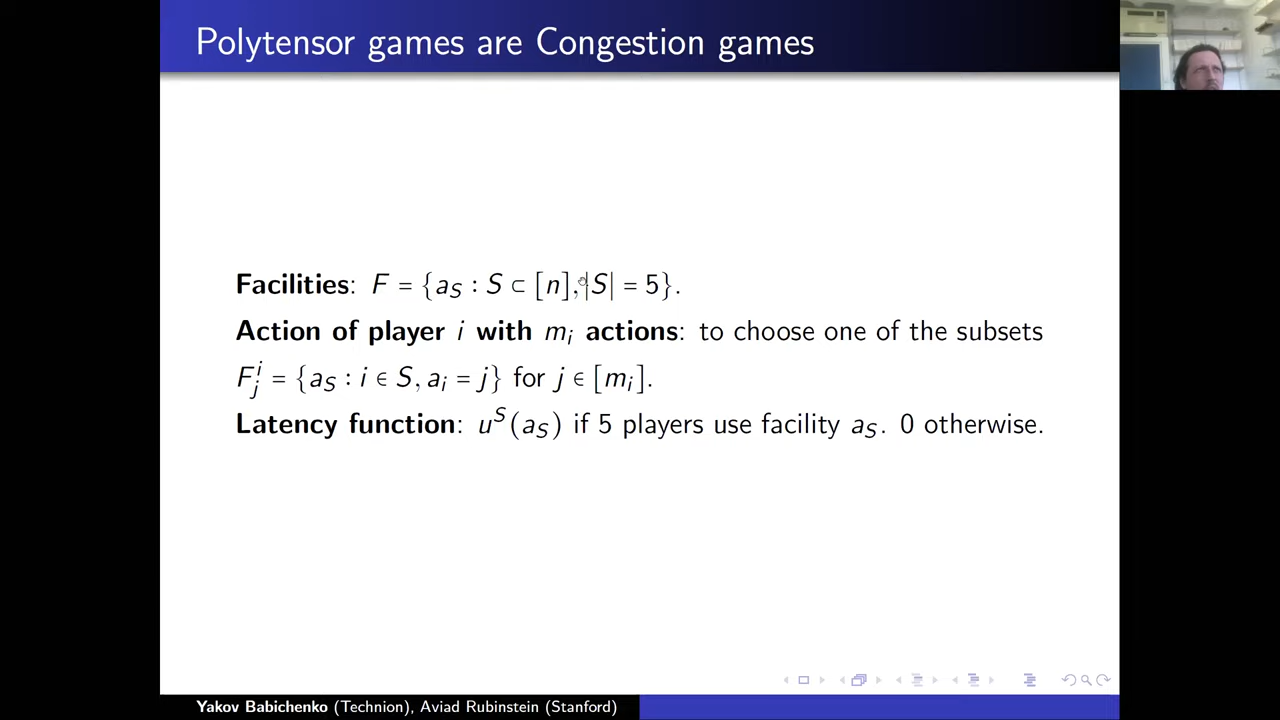 Polytensor games are Congestion games
Facilities: F = {a_S : S ⊂ [n], |S| = 5}.
Action of player i with m_i actions: to choose one of the subsets
F_j^i = {a_S : i ∈ S, a_i = j} for j ∈ [m_i].
Latency function: u^S(a_S) if 5 players use facility a_S. 0 otherwise.
Yakov Babichenko (Technion), Aviad Rubinstein (Stanford)